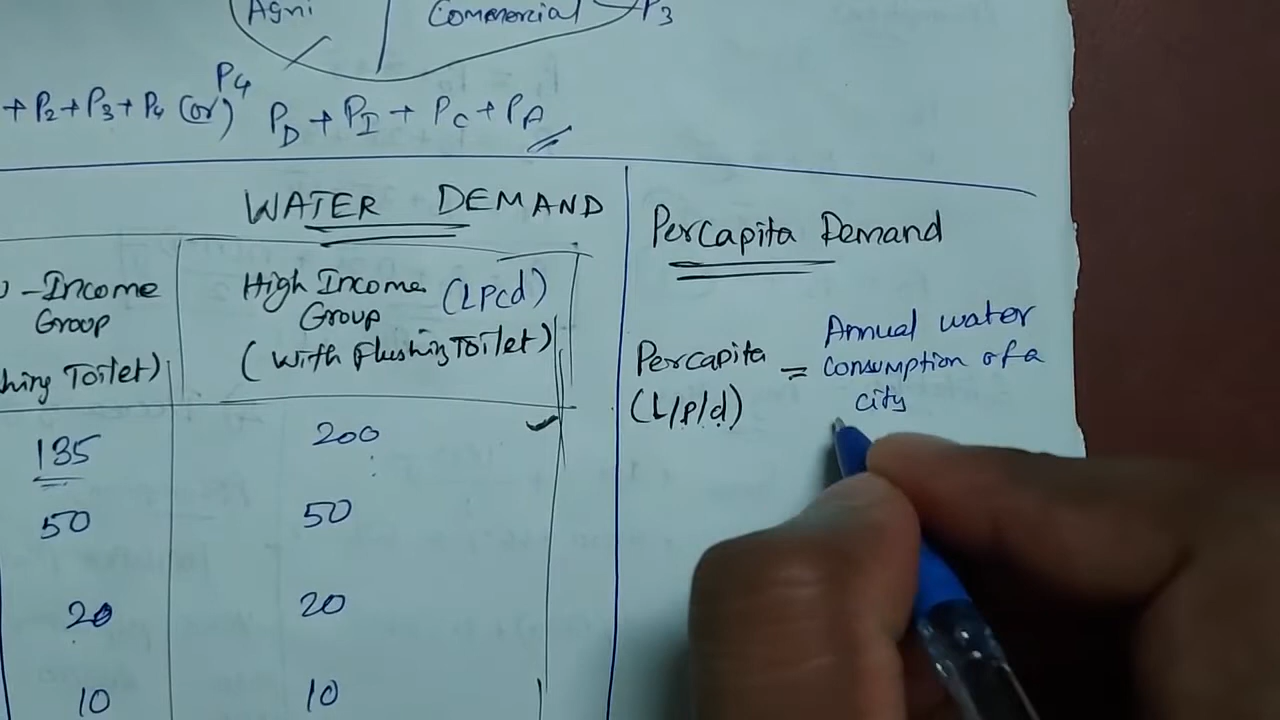 Agri
Commercial P3
P4
+ P2 + P3 + P4 (or) PD + PI + PC + PA
WATER DEMAND
- Income
Group
Toilet)
High Income (LPcd)
Group
(With Flushing Toilet)
135
200
50
50
20
20
10
10
Percapita Demand
Percapita = Annual water
(L/P/d)
consumption of a
city